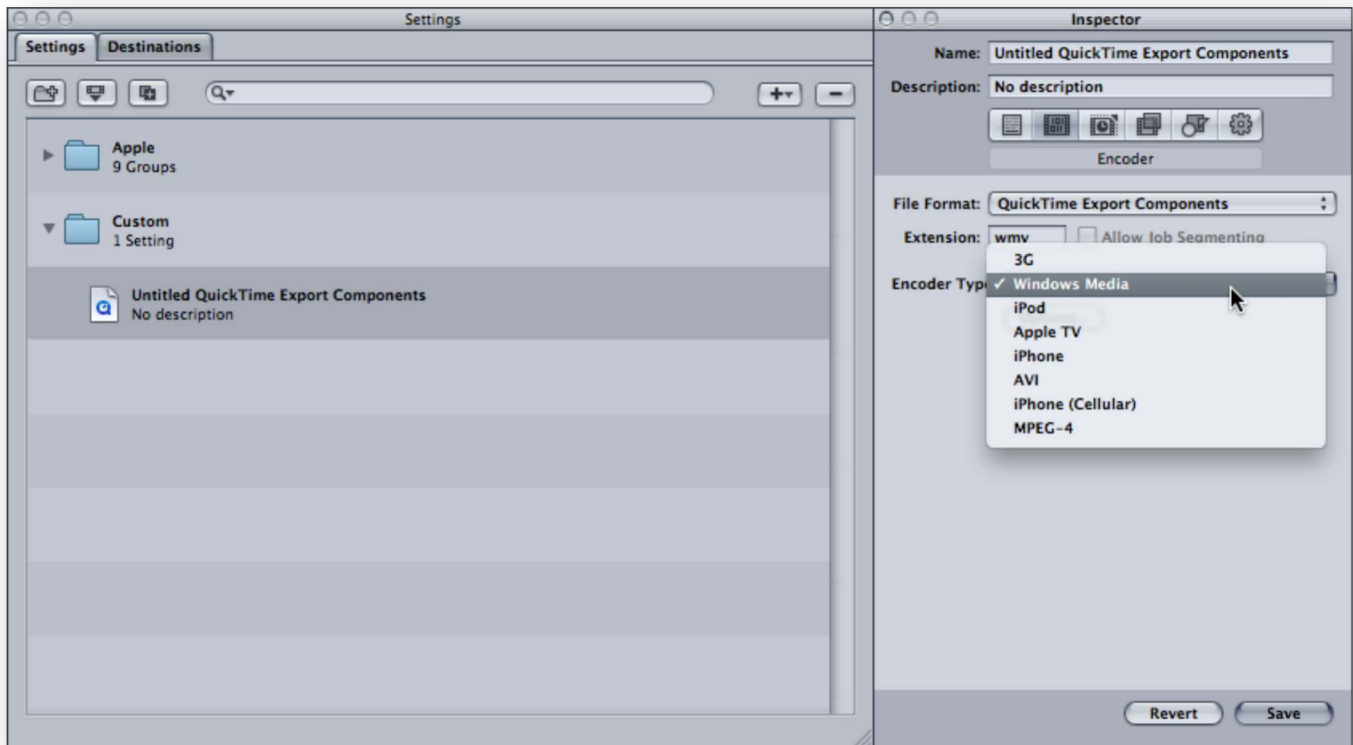 Settings
Settings
Destinations
Apple
9 Groups
Custom
1 Setting
Untitled QuickTime Export Components
No description
Inspector
Name: Untitled QuickTime Export Components
Description: No description
Encoder
File Format: QuickTime Export Components
Extension: wmv Allow Job Segmenting
3G
Encoder Typ ✓ Windows Media
iPod
Apple TV
iPhone
AVI
iPhone (Cellular)
MPEG-4
Revert
Save